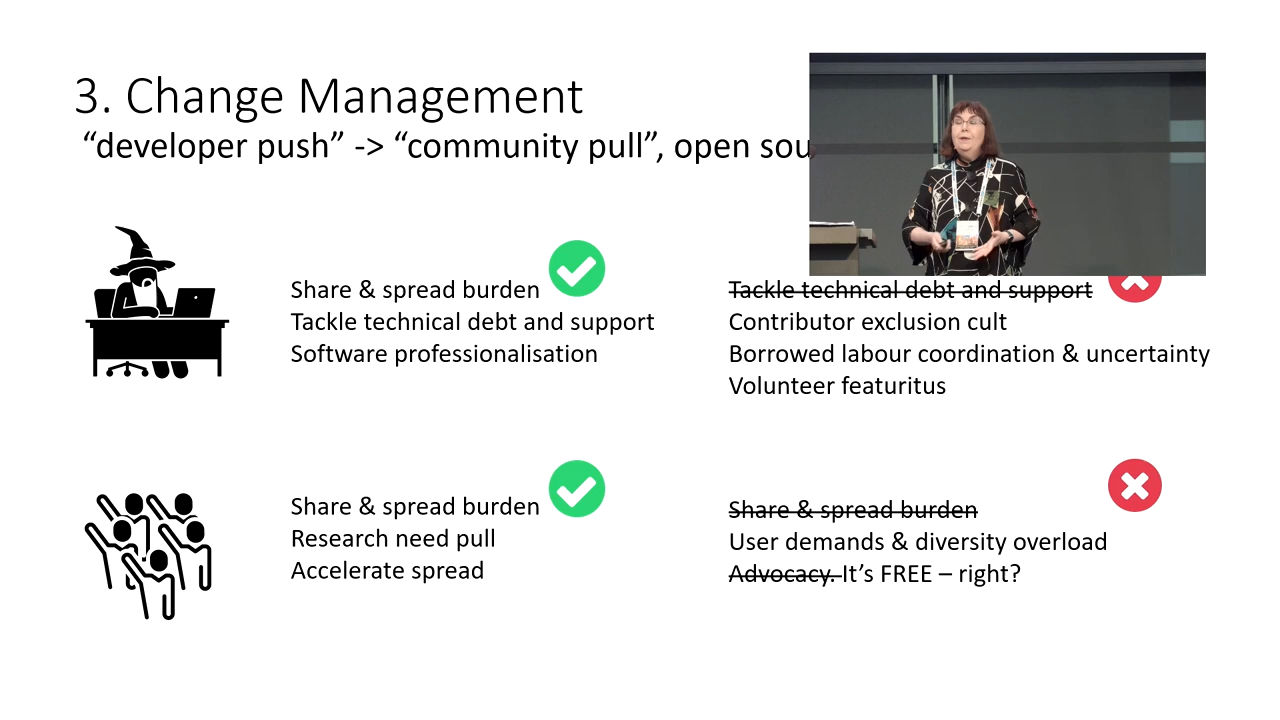 3. Change Management
“developer push” -> “community pull”, open sou
Share & spread burden
Tackle technical debt and support
Software professionalisation
Tackle technical debt and support
Contributor exclusion cult
Borrowed labour coordination & uncertainty
Volunteer featuritus
Share & spread burden
Research need pull
Accelerate spread
Share & spread burden
User demands & diversity overload
Advocacy. It’s FREE – right?